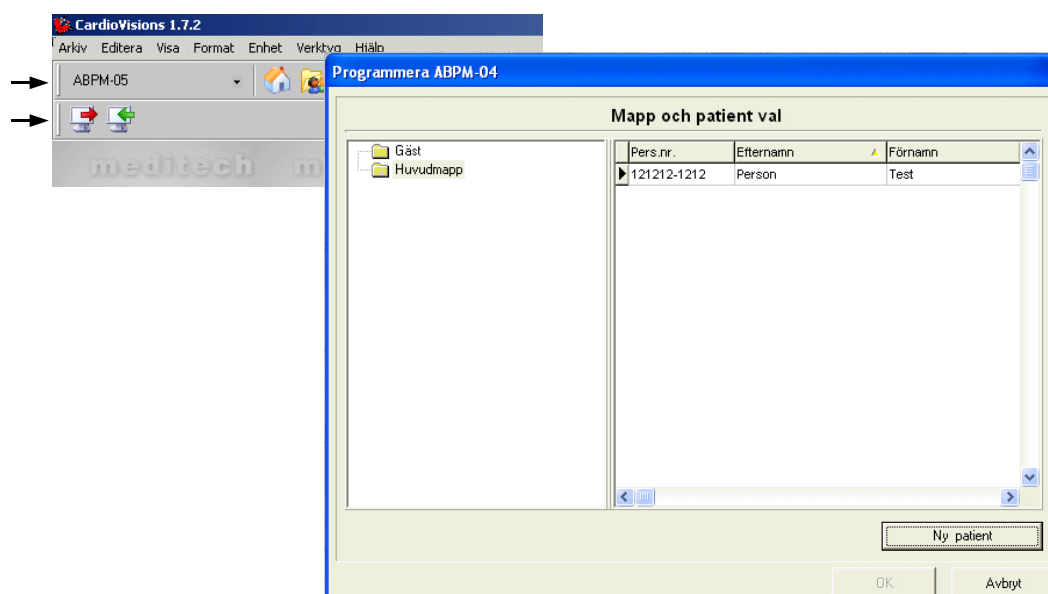 CardioVisions 1.7.2
Arkiv Editera Visa Format Enhet Verktyg Hjälp
ABPM-05
meditech m
Programmera ABPM-04
Mapp och patient val
Gäst
Huvudmapp
Pers.nr. Efternamn Förnamn
121212-1212 Person Test
Ny patient
OK Avbryt